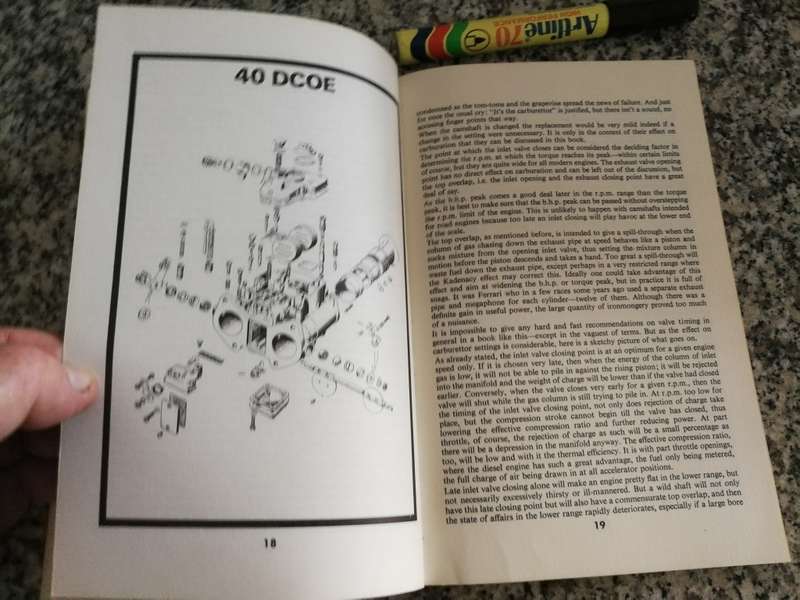 Artline 70
HIGH PERFORMANCE
40 DCOE
18
condemned as the tom-toms and the grapevine spread the news of failure. And just
for once the usual cry: "It's the carburettor" is justified, but there isn't a sound, no
accusing finger points that way.
When the camshaft is changed the replacement would be very mild indeed if a
change in the setting were unnecessary. It is only in the context of their effect on
carburation that they can be discussed in this book.
The point at which the inlet valve closes can be considered the deciding factor in
determining the r.p.m. at which the torque reaches its peak—within certain limits
of course, but they are quite wide for all modern engines. The exhaust valve opening
point has no direct effect on carburation and can be left out of the discussion, but
the top overlap, i.e. the inlet opening and the exhaust closing point have a great
deal of say.
As the b.h.p. peak comes a good deal later in the r.p.m. range than the torque
peak, it is best to make sure that the b.h.p. peak can be passed without overstepping
the r.p.m. limit of the engine. This is unlikely to happen with camshafts intended
for road engines because too late an inlet closing will play havoc at the lower end
of the scale.
The top overlap, as mentioned before, is intended to give a spill-through when the
column of gas chasing down the exhaust pipe at speed behaves like a piston and
sucks mixture from the opening inlet valve, thus setting the mixture column in
motion before the piston descends and takes a hand. Too great a spill-through will
waste fuel down the exhaust pipe, except perhaps in a very restricted range where
the Kadenacy effect may correct this. Ideally one could take advantage of this
effect and aim at widening the b.h.p. or torque peak, but in practice it is full of
snags. It was Ferrari who in a few races some years ago used a separate exhaust
pipe and megaphone for each cylinder—twelve of them. Although there was a
definite gain in useful power, the large quantity of ironmongery proved too much
of a nuisance.
It is impossible to give any hard and fast recommendations on valve timing in
general in a book like this—except in the vaguest of terms. But as the effect on
carburettor settings is considerable, here is a sketchy picture of what goes on.
As already stated, the inlet valve closing point is at an optimum for a given engine
speed only. If it is chosen very late, then when the energy of the column of inlet
gas is low, it will not be able to pile in against the rising piston; it will be rejected
into the manifold and the weight of charge will be lower than if the valve had closed
earlier. Conversely, when the valve closes very early for a given r.p.m., then the
valve will shut while the gas column is still trying to pile in. At r.p.m. too low for
the timing of the inlet valve closing point, not only does rejection of charge take
place, but the compression stroke cannot begin till the valve has closed, thus
lowering the effective compression ratio and further reducing power. At part
throttle, of course, the rejection of charge as such will be a small percentage as
there will be a depression in the manifold anyway. The effective compression ratio,
too, will be low and with it the thermal efficiency. It is with part throttle openings,
where the diesel engine has such a great advantage, the fuel only being metered,
the full charge of air being drawn in at all accelerator positions.
Late inlet valve closing alone will make an engine pretty flat in the lower range, but
not necessarily excessively thirsty or ill-mannered. But a wild shaft will not only
have this late closing point but will also have a commensurate top overlap, and then
the state of affairs in the lower range rapidly deteriorates, especially if a large bore
19